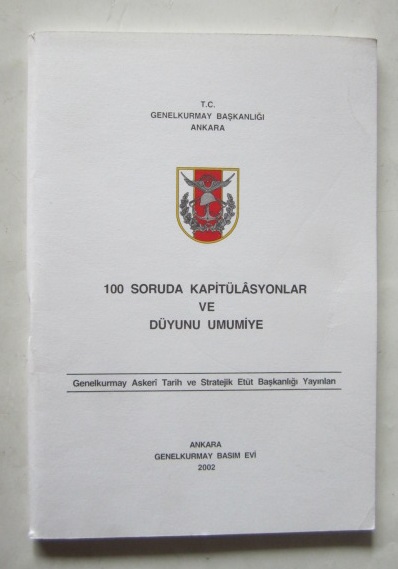 T.C.
GENELKURMAY BAŞKANLIĞI
ANKARA
100 SORUDA KAPİTÜLÂSYONLAR
VE
DÜYUNU UMUMİYE
Genelkurmay Askerî Tarih ve Stratejik Etüt Başkanlığı Yayınları
ANKARA
GENELKURMAY BASIM EVİ
2002